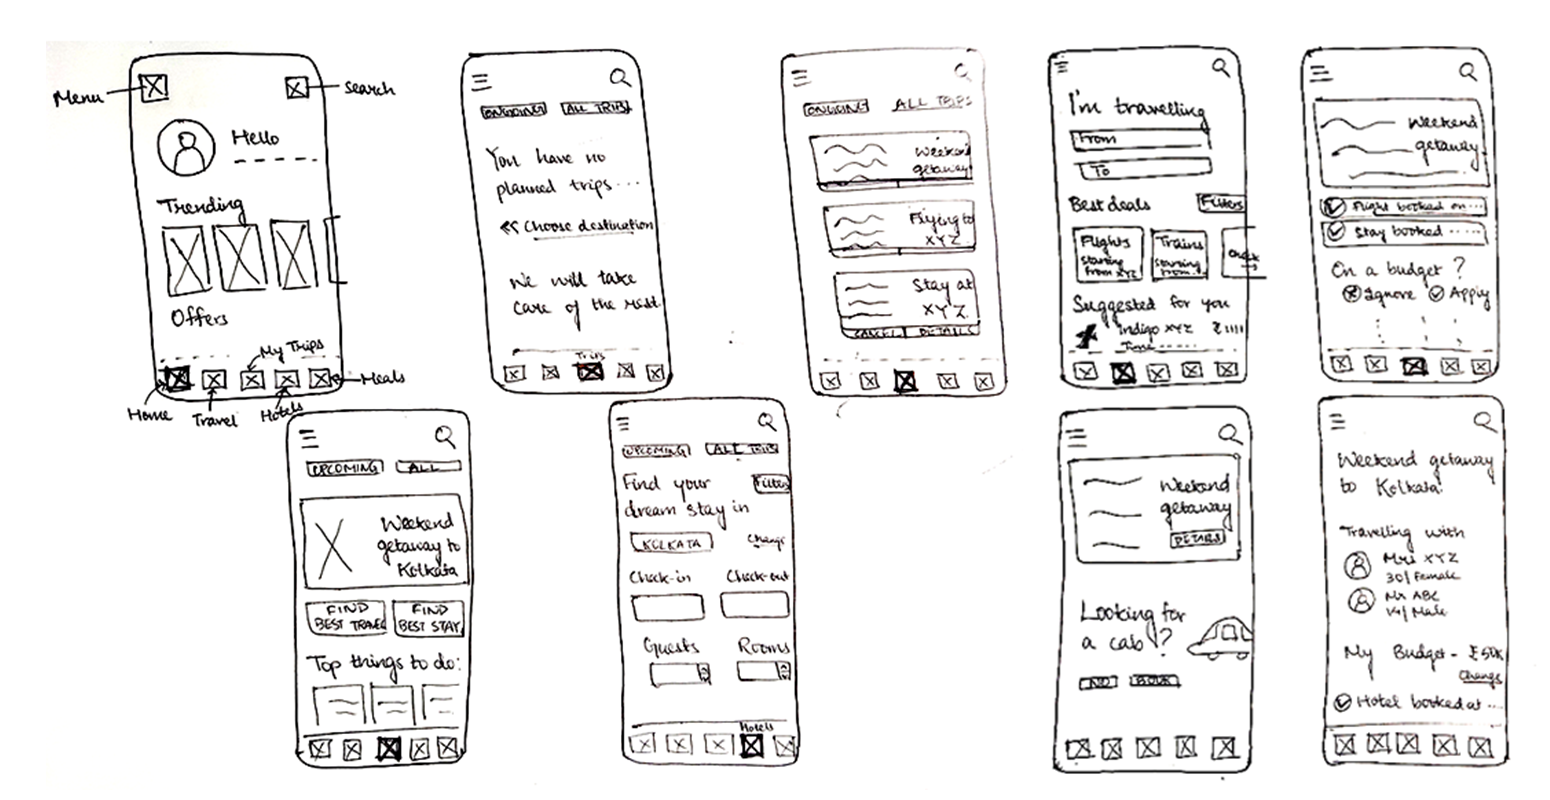 Menu
Search
Hello
Trending
Offers
My Trips
Meals
Home
Travel
Hotels
ONGOING
ALL TRIPS
You have no
planned trips...
<< Choose destination
We will take
care of the rest.
Trips
ONGOING
ALL TRIPS
Weekend
getaway
Flying to
XYZ
Stay at
XYZ
CANCEL
DETAILS
I'm travelling
From
To
Best deals
Filters
Flights
starting
from XYZ
Trains
starting
from..
Suggested for you
Indigo XYZ
Time
Weekend
getaway
Flight booked on ...
Stay booked .....
On a budget ?
Ignore
Apply
UPCOMING
ALL
Weekend
getaway to
Kolkata
FIND
BEST TRAVEL
FIND
BEST STAY
Top things to do:
UPCOMING
ALL TRIPS
Find your
Filter
dream stay in
KOLKATA
Change
Check-in
Check-out
Guests
Rooms
Hotels
Weekend
getaway
DETAILS
Looking for
a cab ?
NO
BOOK
Weekend getaway
to Kolkata!
Travelling with
Mrs XYZ
30/ Female
Mr ABC
/ Male
My Budget - ₹50K
Change
Hotel booked at ...